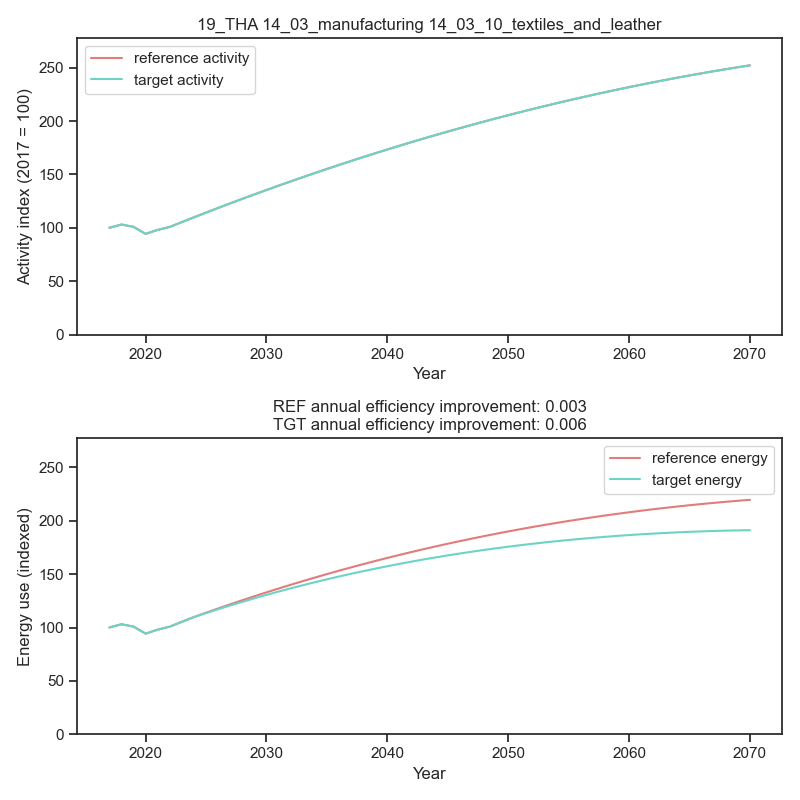 19_THA 14_03_manufacturing 14_03_10_textiles_and_leather
reference activity
target activity
Activity index (2017 = 100)
250
200
150
100
50
0
2020 2030 2040 2050 2060 2070
Year
REF annual efficiency improvement: 0.003
TGT annual efficiency improvement: 0.006
reference energy
target energy
Energy use (indexed)
250
200
150
100
50
0
2020 2030 2040 2050 2060 2070
Year